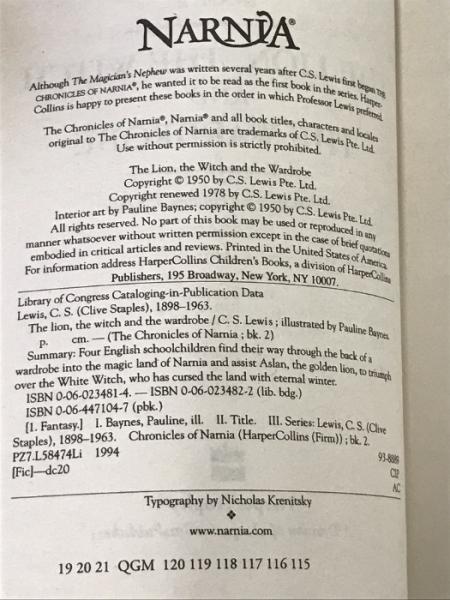 NARNIA®
Although The Magician's Nephew was written several years after C.S. Lewis first began THE
CHRONICLES OF NARNIA®, he wanted it to be read as the first book in the series. Harper-
Collins is happy to present these books in the order in which Professor Lewis preferred.
The Chronicles of Narnia®, Narnia® and all book titles, characters and locales
original to The Chronicles of Narnia are trademarks of C.S. Lewis Pte. Ltd.
Use without permission is strictly prohibited.
The Lion, the Witch and the Wardrobe
Copyright © 1950 by C.S. Lewis Pte. Ltd.
Copyright renewed 1978 by C.S. Lewis Pte. Ltd.
Interior art by Pauline Baynes; copyright © 1950 by C.S. Lewis Pte. Ltd.
All rights reserved. No part of this book may be used or reproduced in any
manner whatsoever without written permission except in the case of brief quotations
embodied in critical articles and reviews. Printed in the United States of America.
For information address HarperCollins Children's Books, a division of HarperCollins
Publishers, 195 Broadway, New York, NY 10007.
Library of Congress Cataloging-in-Publication Data
Lewis, C. S. (Clive Staples), 1898–1963.
The lion, the witch and the wardrobe / C. S. Lewis ; illustrated by Pauline Baynes
p. cm. — (The Chronicles of Narnia ; bk. 2)
Summary: Four English schoolchildren find their way through the back of a
wardrobe into the magic land of Narnia and assist Aslan, the golden lion, to triumph
over the White Witch, who has cursed the land with eternal winter.
ISBN 0-06-023481-4. — ISBN 0-06-023482-2 (lib. bdg.)
ISBN 0-06-447104-7 (pbk.)
[1. Fantasy.] I. Baynes, Pauline, ill. II. Title. III. Series: Lewis, C. S. (Clive
Staples), 1898–1963. Chronicles of Narnia (HarperCollins (Firm)) ; bk. 2.
PZ7.L58474Li 1994 93-8889
[Fic]—dc20 CIP
AC
Typography by Nicholas Krenitsky
❖
www.narnia.com
19 20 21 QGM 120 119 118 117 116 115